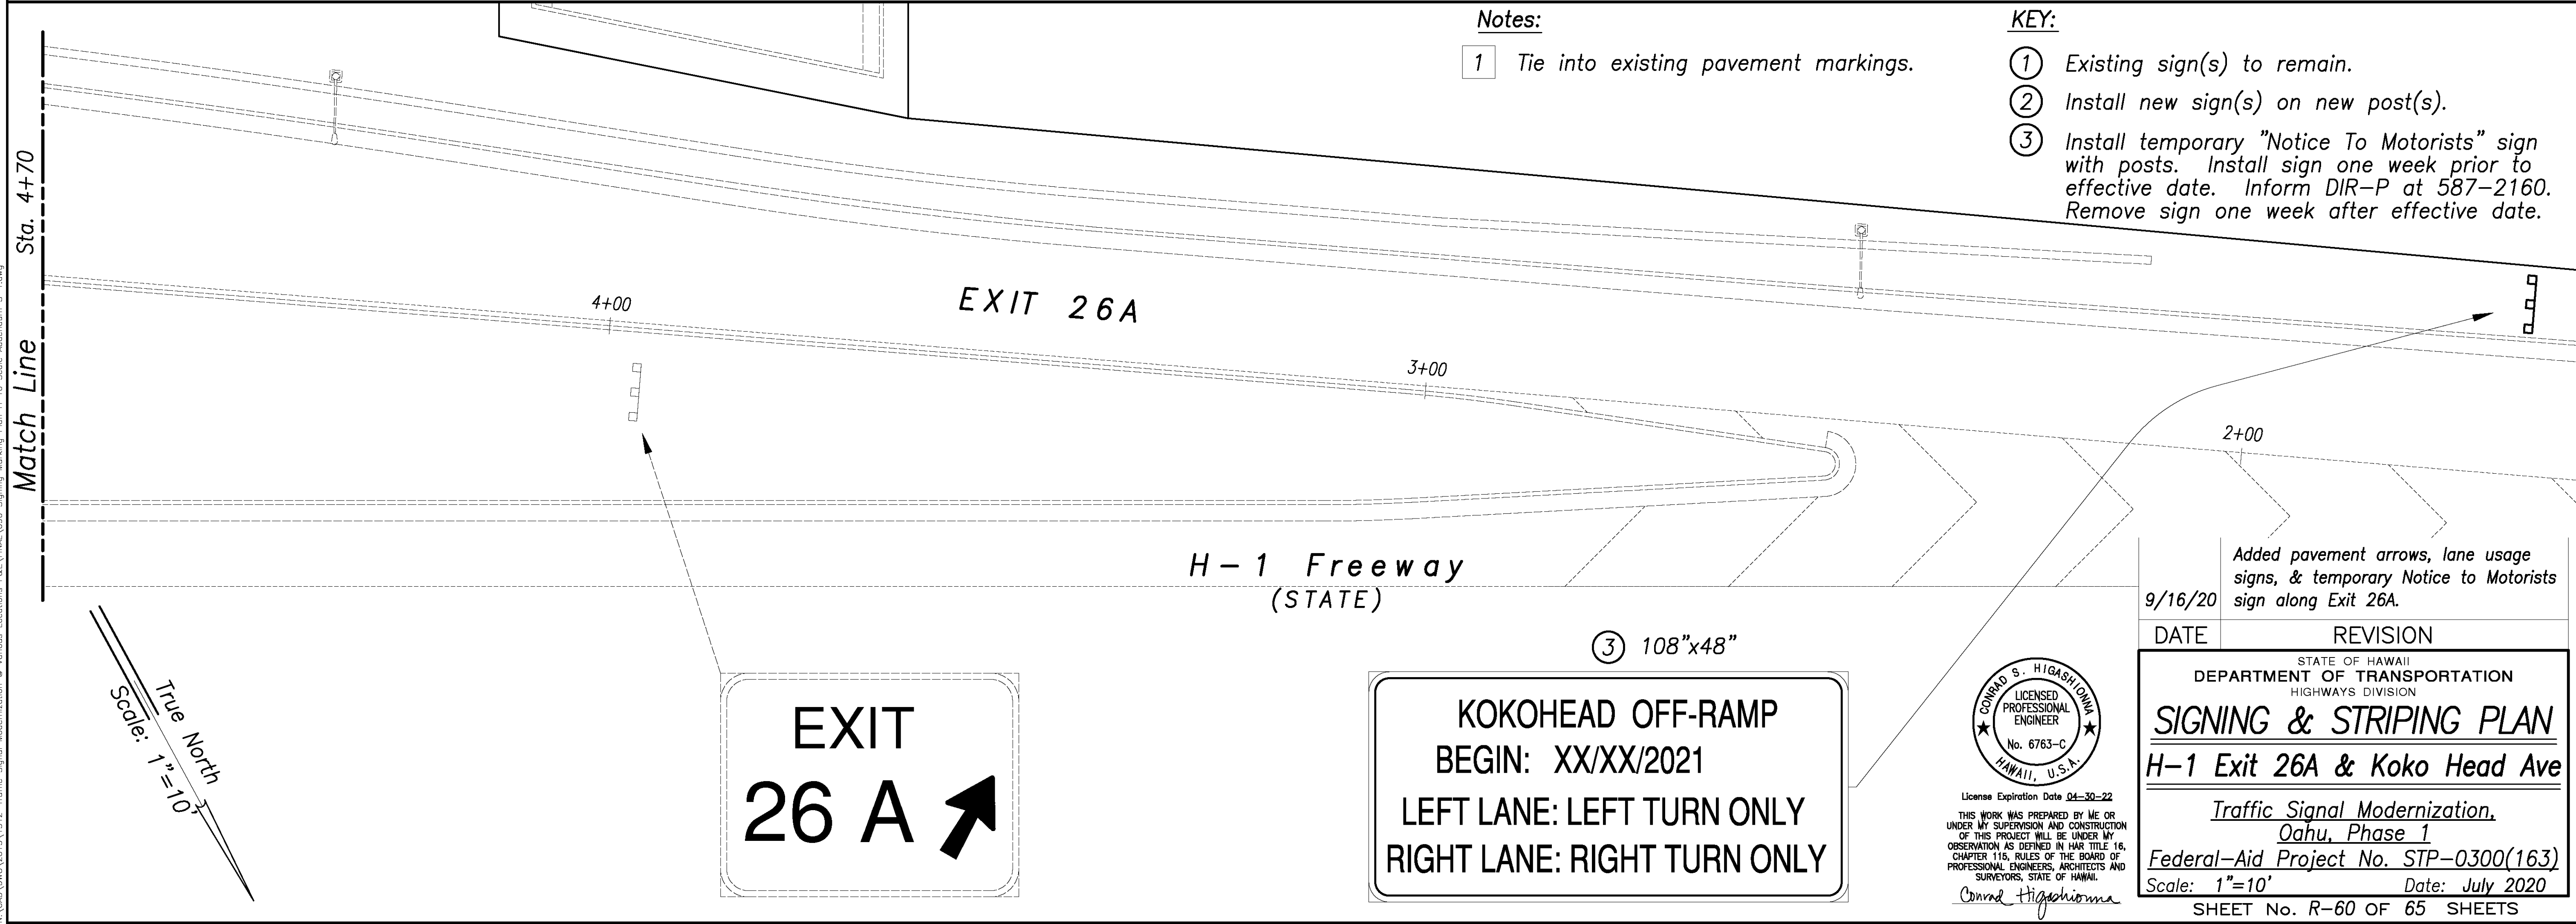 Notes:
1 Tie into existing pavement markings.
KEY:
1 Existing sign(s) to remain.
2 Install new sign(s) on new post(s).
3 Install temporary "Notice To Motorists" sign
with posts. Install sign one week prior to
effective date. Inform DIR-P at 587-2160.
Remove sign one week after effective date.
Match Line Sta. 4+70
4+00
EXIT 26A
3+00
2+00
H-1 Freeway
(STATE)
True North
Scale: 1"=10'
EXIT
26 A
3 108"x48"
KOKOHEAD OFF-RAMP
BEGIN: XX/XX/2021
LEFT LANE: LEFT TURN ONLY
RIGHT LANE: RIGHT TURN ONLY
CONRAD S. HIGASHIONNA
LICENSED
PROFESSIONAL
ENGINEER
No. 6763-C
HAWAII, U.S.A.
License Expiration Date 04-30-22
THIS WORK WAS PREPARED BY ME OR
UNDER MY SUPERVISION AND CONSTRUCTION
OF THIS PROJECT WILL BE UNDER MY
OBSERVATION AS DEFINED IN HAR TITLE 16,
CHAPTER 115, RULES OF THE BOARD OF
PROFESSIONAL ENGINEERS, ARCHITECTS AND
SURVEYORS, STATE OF HAWAII.
Conrad Higashionna
9/16/20 Added pavement arrows, lane usage
signs, & temporary Notice to Motorists
sign along Exit 26A.
DATE REVISION
STATE OF HAWAII
DEPARTMENT OF TRANSPORTATION
HIGHWAYS DIVISION
SIGNING & STRIPING PLAN
H-1 Exit 26A & Koko Head Ave
Traffic Signal Modernization,
Oahu, Phase 1
Federal-Aid Project No. STP-0300(163)
Scale: 1"=10' Date: July 2020
SHEET No. R-60 OF 65 SHEETS